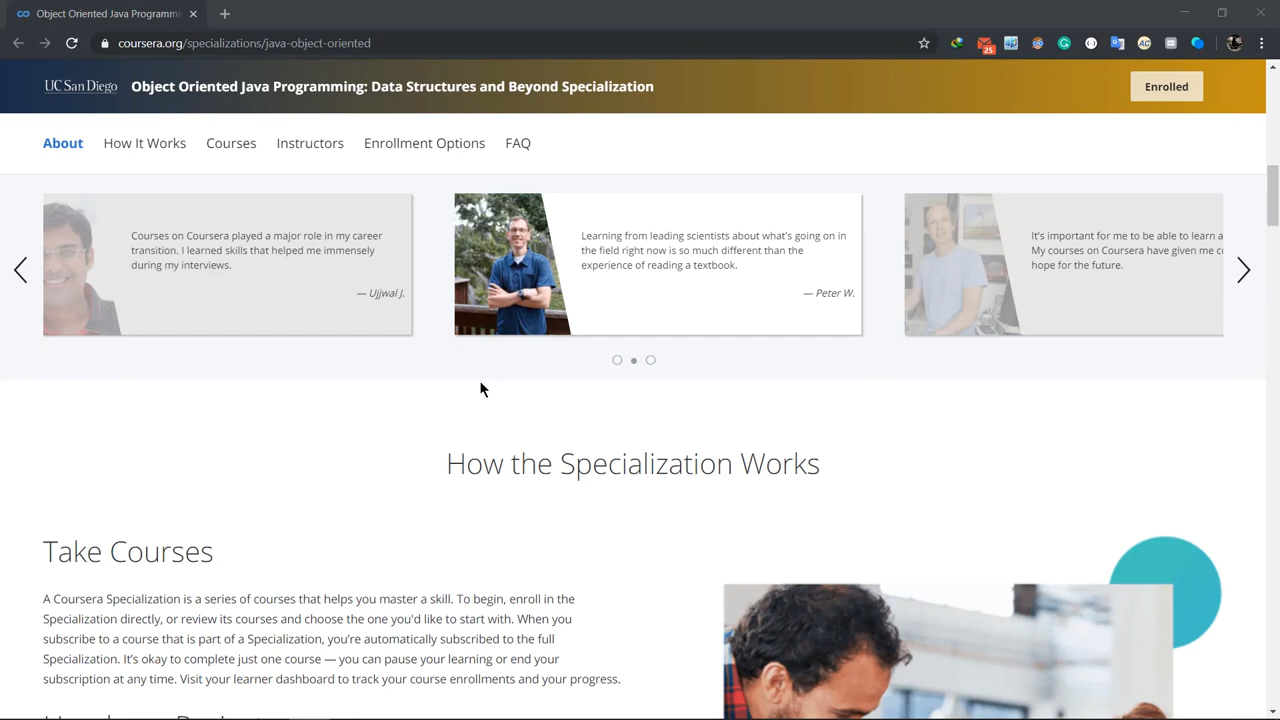 Object Oriented Java Programmi
coursera.org/specializations/java-object-oriented
25
UC San Diego
Object Oriented Java Programming: Data Structures and Beyond Specialization
Enrolled
About
How It Works
Courses
Instructors
Enrollment Options
FAQ
Courses on Coursera played a major role in my career
transition. I learned skills that helped me immensely
during my interviews.
— Ujjwal J.
Learning from leading scientists about what's going on in
the field right now is so much different than the
experience of reading a textbook.
— Peter W.
It's important for me to be able to learn a
My courses on Coursera have given me
hope for the future.
How the Specialization Works
Take Courses
A Coursera Specialization is a series of courses that helps you master a skill. To begin, enroll in the
Specialization directly, or review its courses and choose the one you'd like to start with. When you
subscribe to a course that is part of a Specialization, you're automatically subscribed to the full
Specialization. It's okay to complete just one course — you can pause your learning or end your
subscription at any time. Visit your learner dashboard to track your course enrollments and your progress.